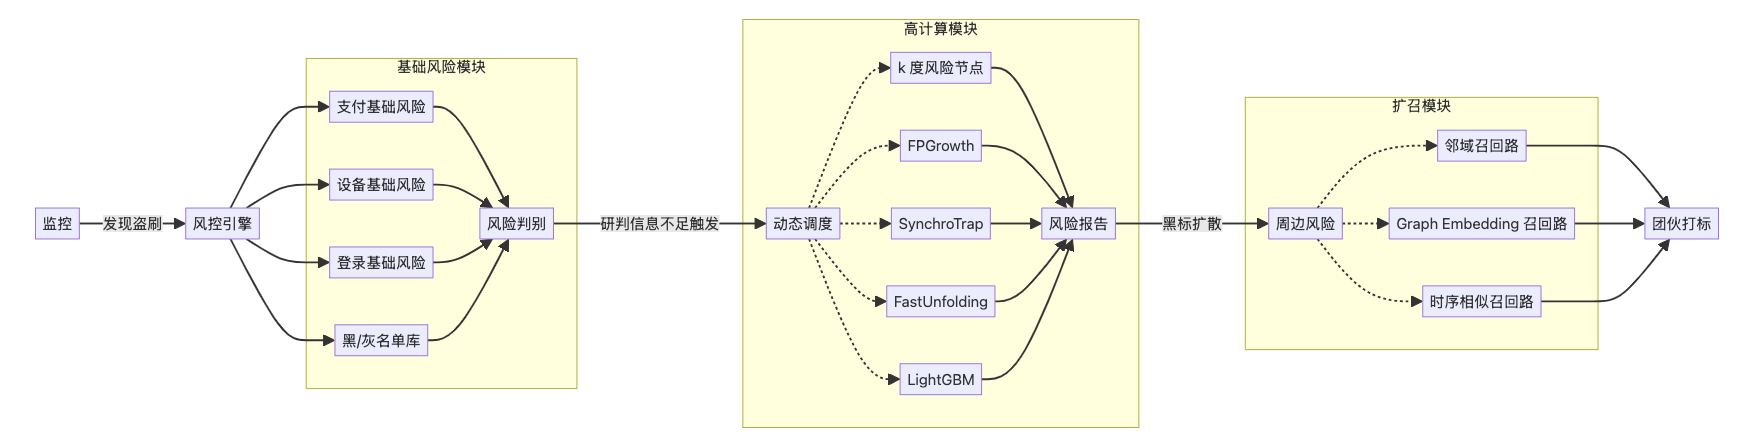 监控
发现盗刷
风控引擎
基础风险模块
支付基础风险
设备基础风险
登录基础风险
黑/灰名单库
风险判别
研判信息不足触发
高计算模块
动态调度
k 度风险节点
FPGrowth
SynchroTrap
FastUnfolding
LightGBM
风险报告
黑标扩散
扩召模块
周边风险
邻域召回路
Graph Embedding 召回路
时序相似召回路
团伙打标